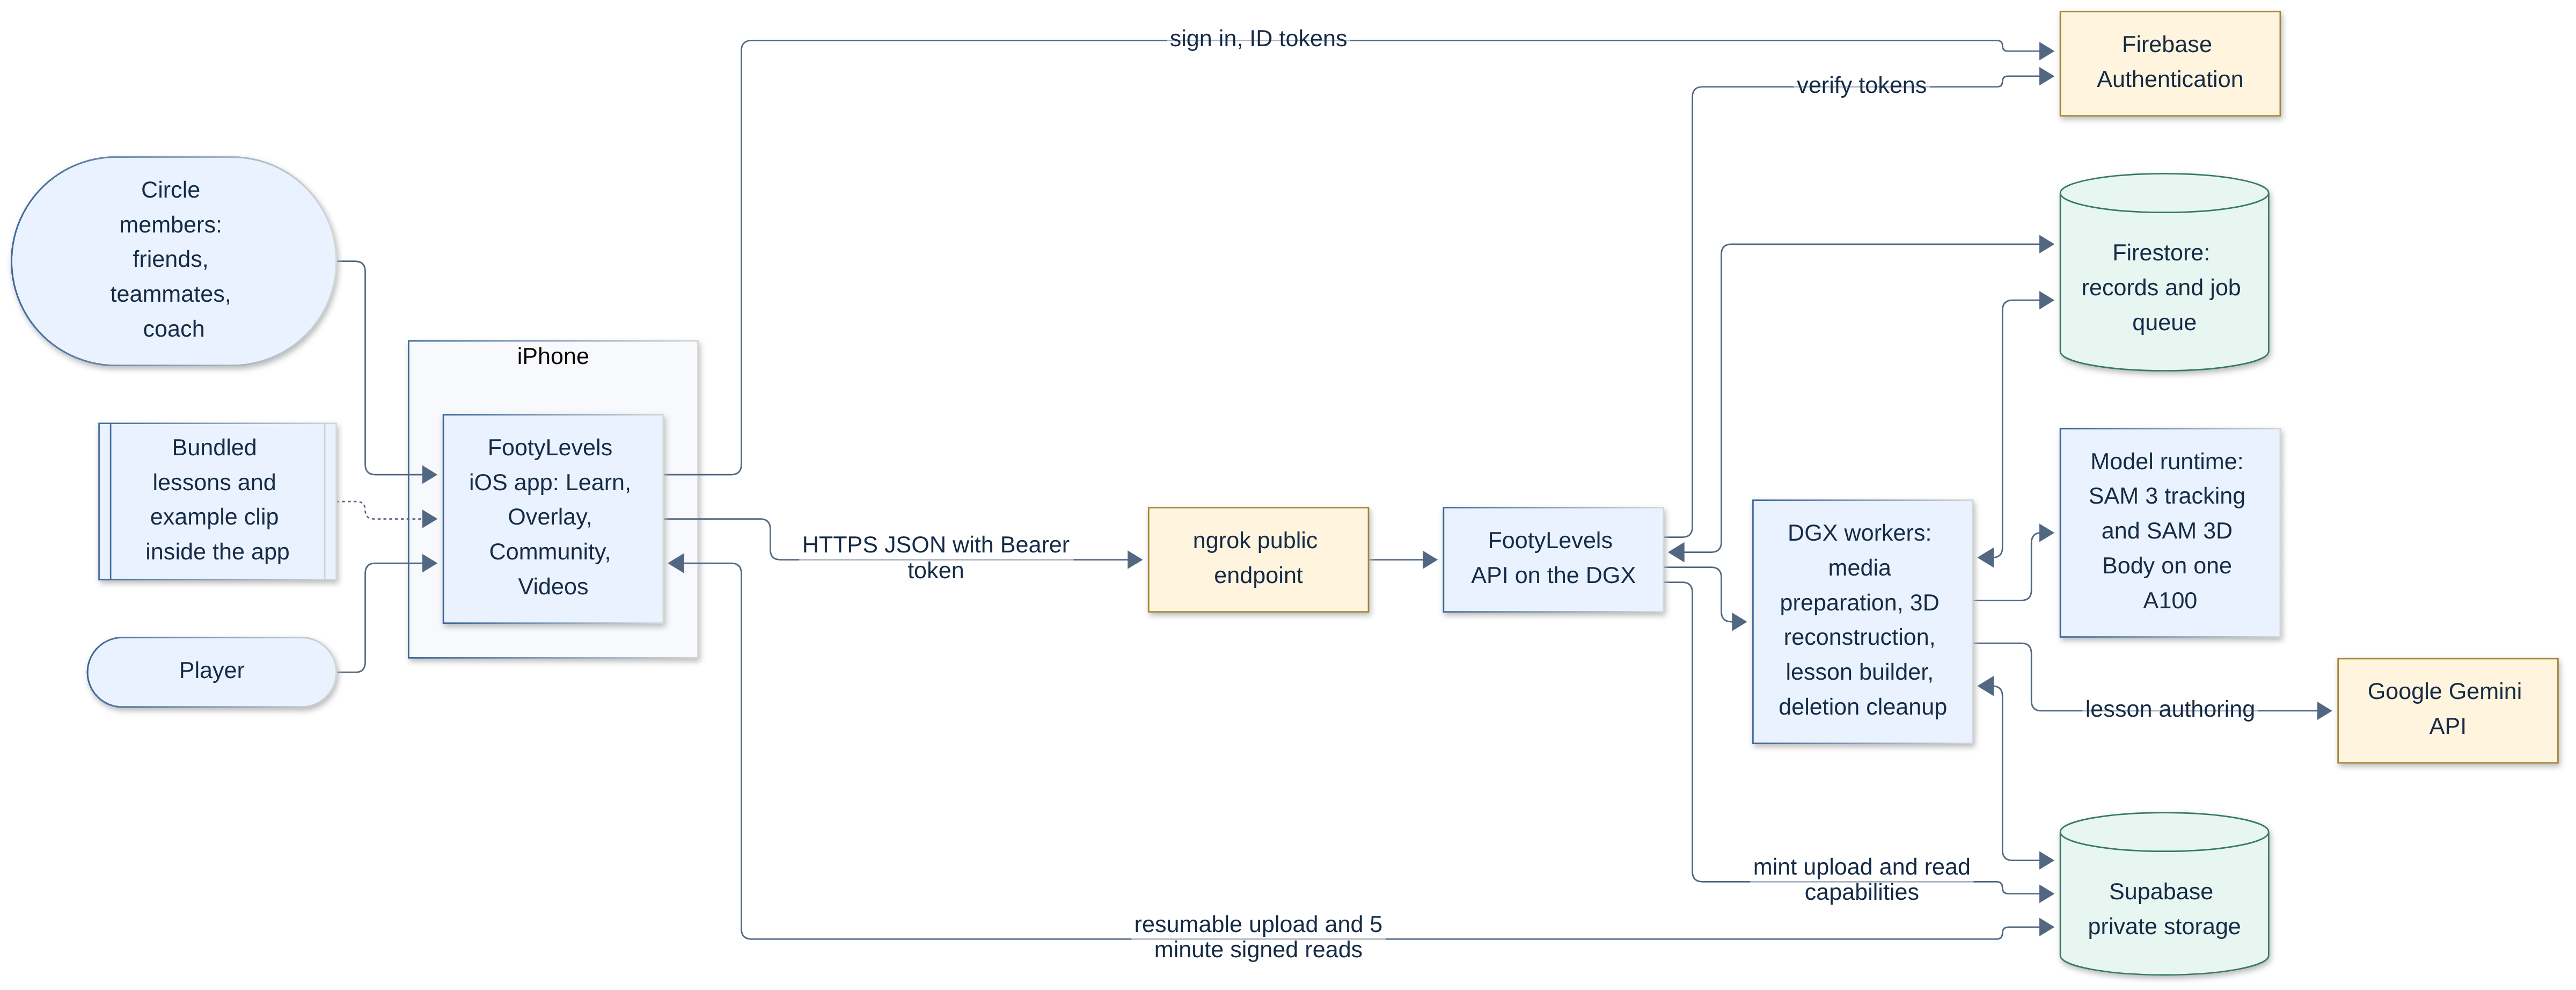 sign in, ID tokens
Firebase
Authentication
verify tokens
Circle
members:
friends,
teammates,
coach
Firestore:
records and job
queue
iPhone
Bundled
lessons and
example clip
inside the app
FootyLevels
iOS app: Learn,
Overlay,
Community,
Videos
Player
HTTPS JSON with Bearer
token
ngrok public
endpoint
FootyLevels
API on the DGX
DGX workers:
media
preparation, 3D
reconstruction,
lesson builder,
deletion cleanup
Model runtime:
SAM 3 tracking
and SAM 3D
Body on one
A100
lesson authoring
Google Gemini
API
mint upload and read
capabilities
resumable upload and 5
minute signed reads
Supabase
private storage